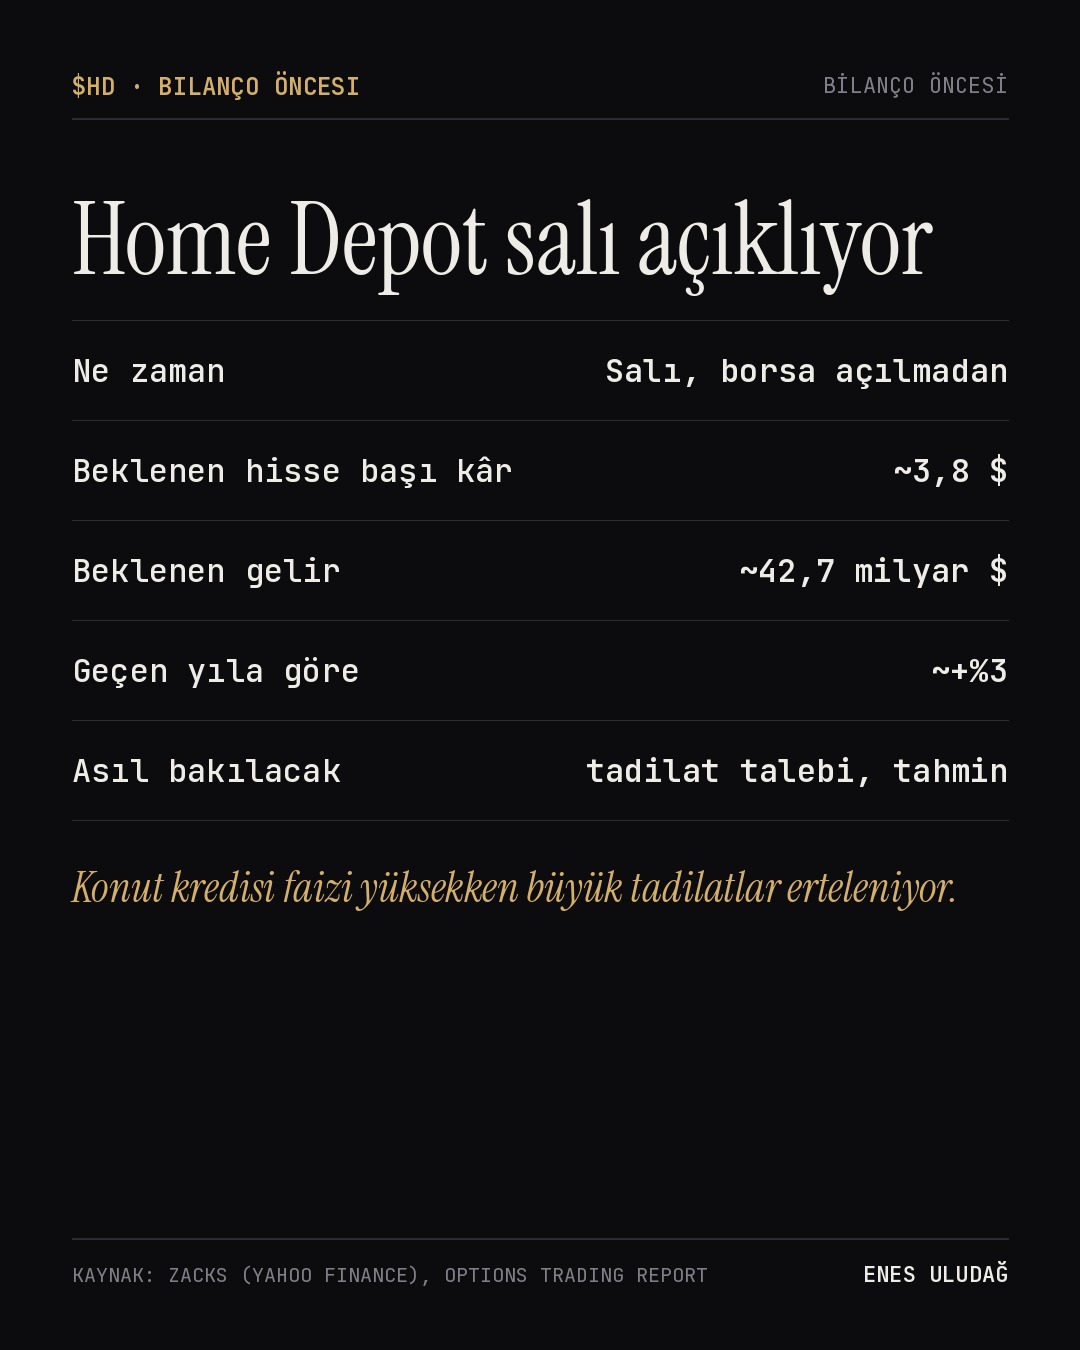 $HD · BILANÇO ÖNCESI
BİLANÇO ÖNCESİ
Home Depot salı açıklıyor
Ne zaman Salı, borsa açılmadan
Beklenen hisse başı kâr ~3,8 $
Beklenen gelir ~42,7 milyar $
Geçen yıla göre ~+%3
Asıl bakılacak tadilat talebi, tahmin
Konut kredisi faizi yüksekken büyük tadilatlar erteleniyor.
KAYNAK: ZACKS (YAHOO FINANCE), OPTIONS TRADING REPORT
ENES ULUDAĞ